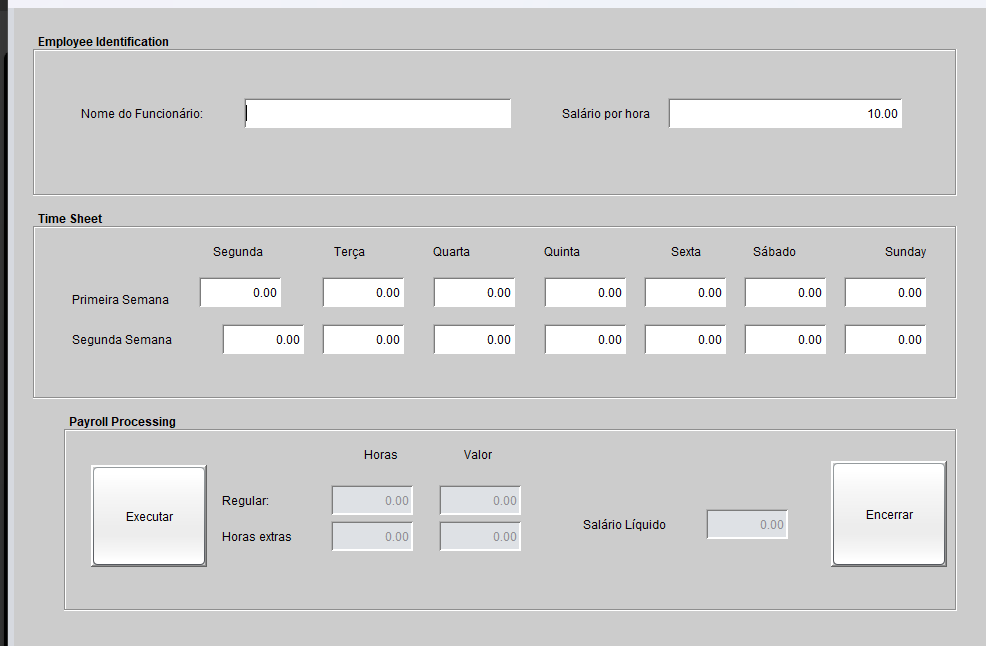 Employee Identification
Nome do Funcionário: Salário por hora 10.00
Time Sheet
Segunda Terça Quarta Quinta Sexta Sábado Sunday
Primeira Semana 0.00 0.00 0.00 0.00 0.00 0.00 0.00
Segunda Semana 0.00 0.00 0.00 0.00 0.00 0.00 0.00
Payroll Processing
Horas Valor
Executar Regular: 0.00 0.00 Salário Líquido 0.00 Encerrar
Horas extras 0.00 0.00